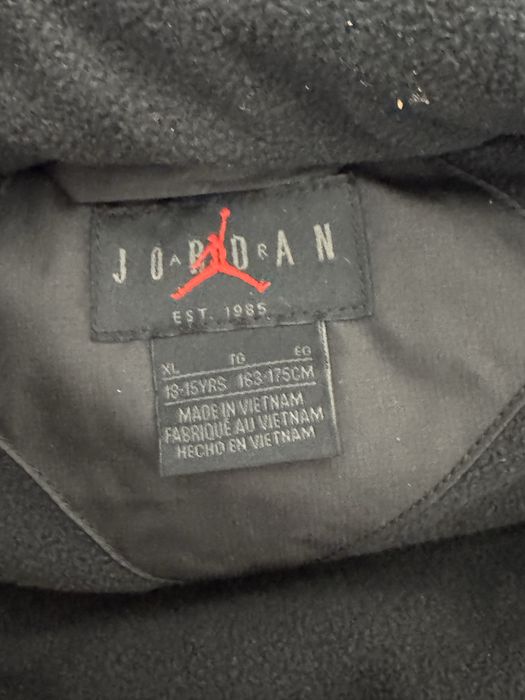 JORDAN
AIR
EST. 1985
XL TG EG
13-15YRS 163-175CM
MADE IN VIETNAM
FABRIQUÉ AU VIETNAM
HECHO EN VIETNAM